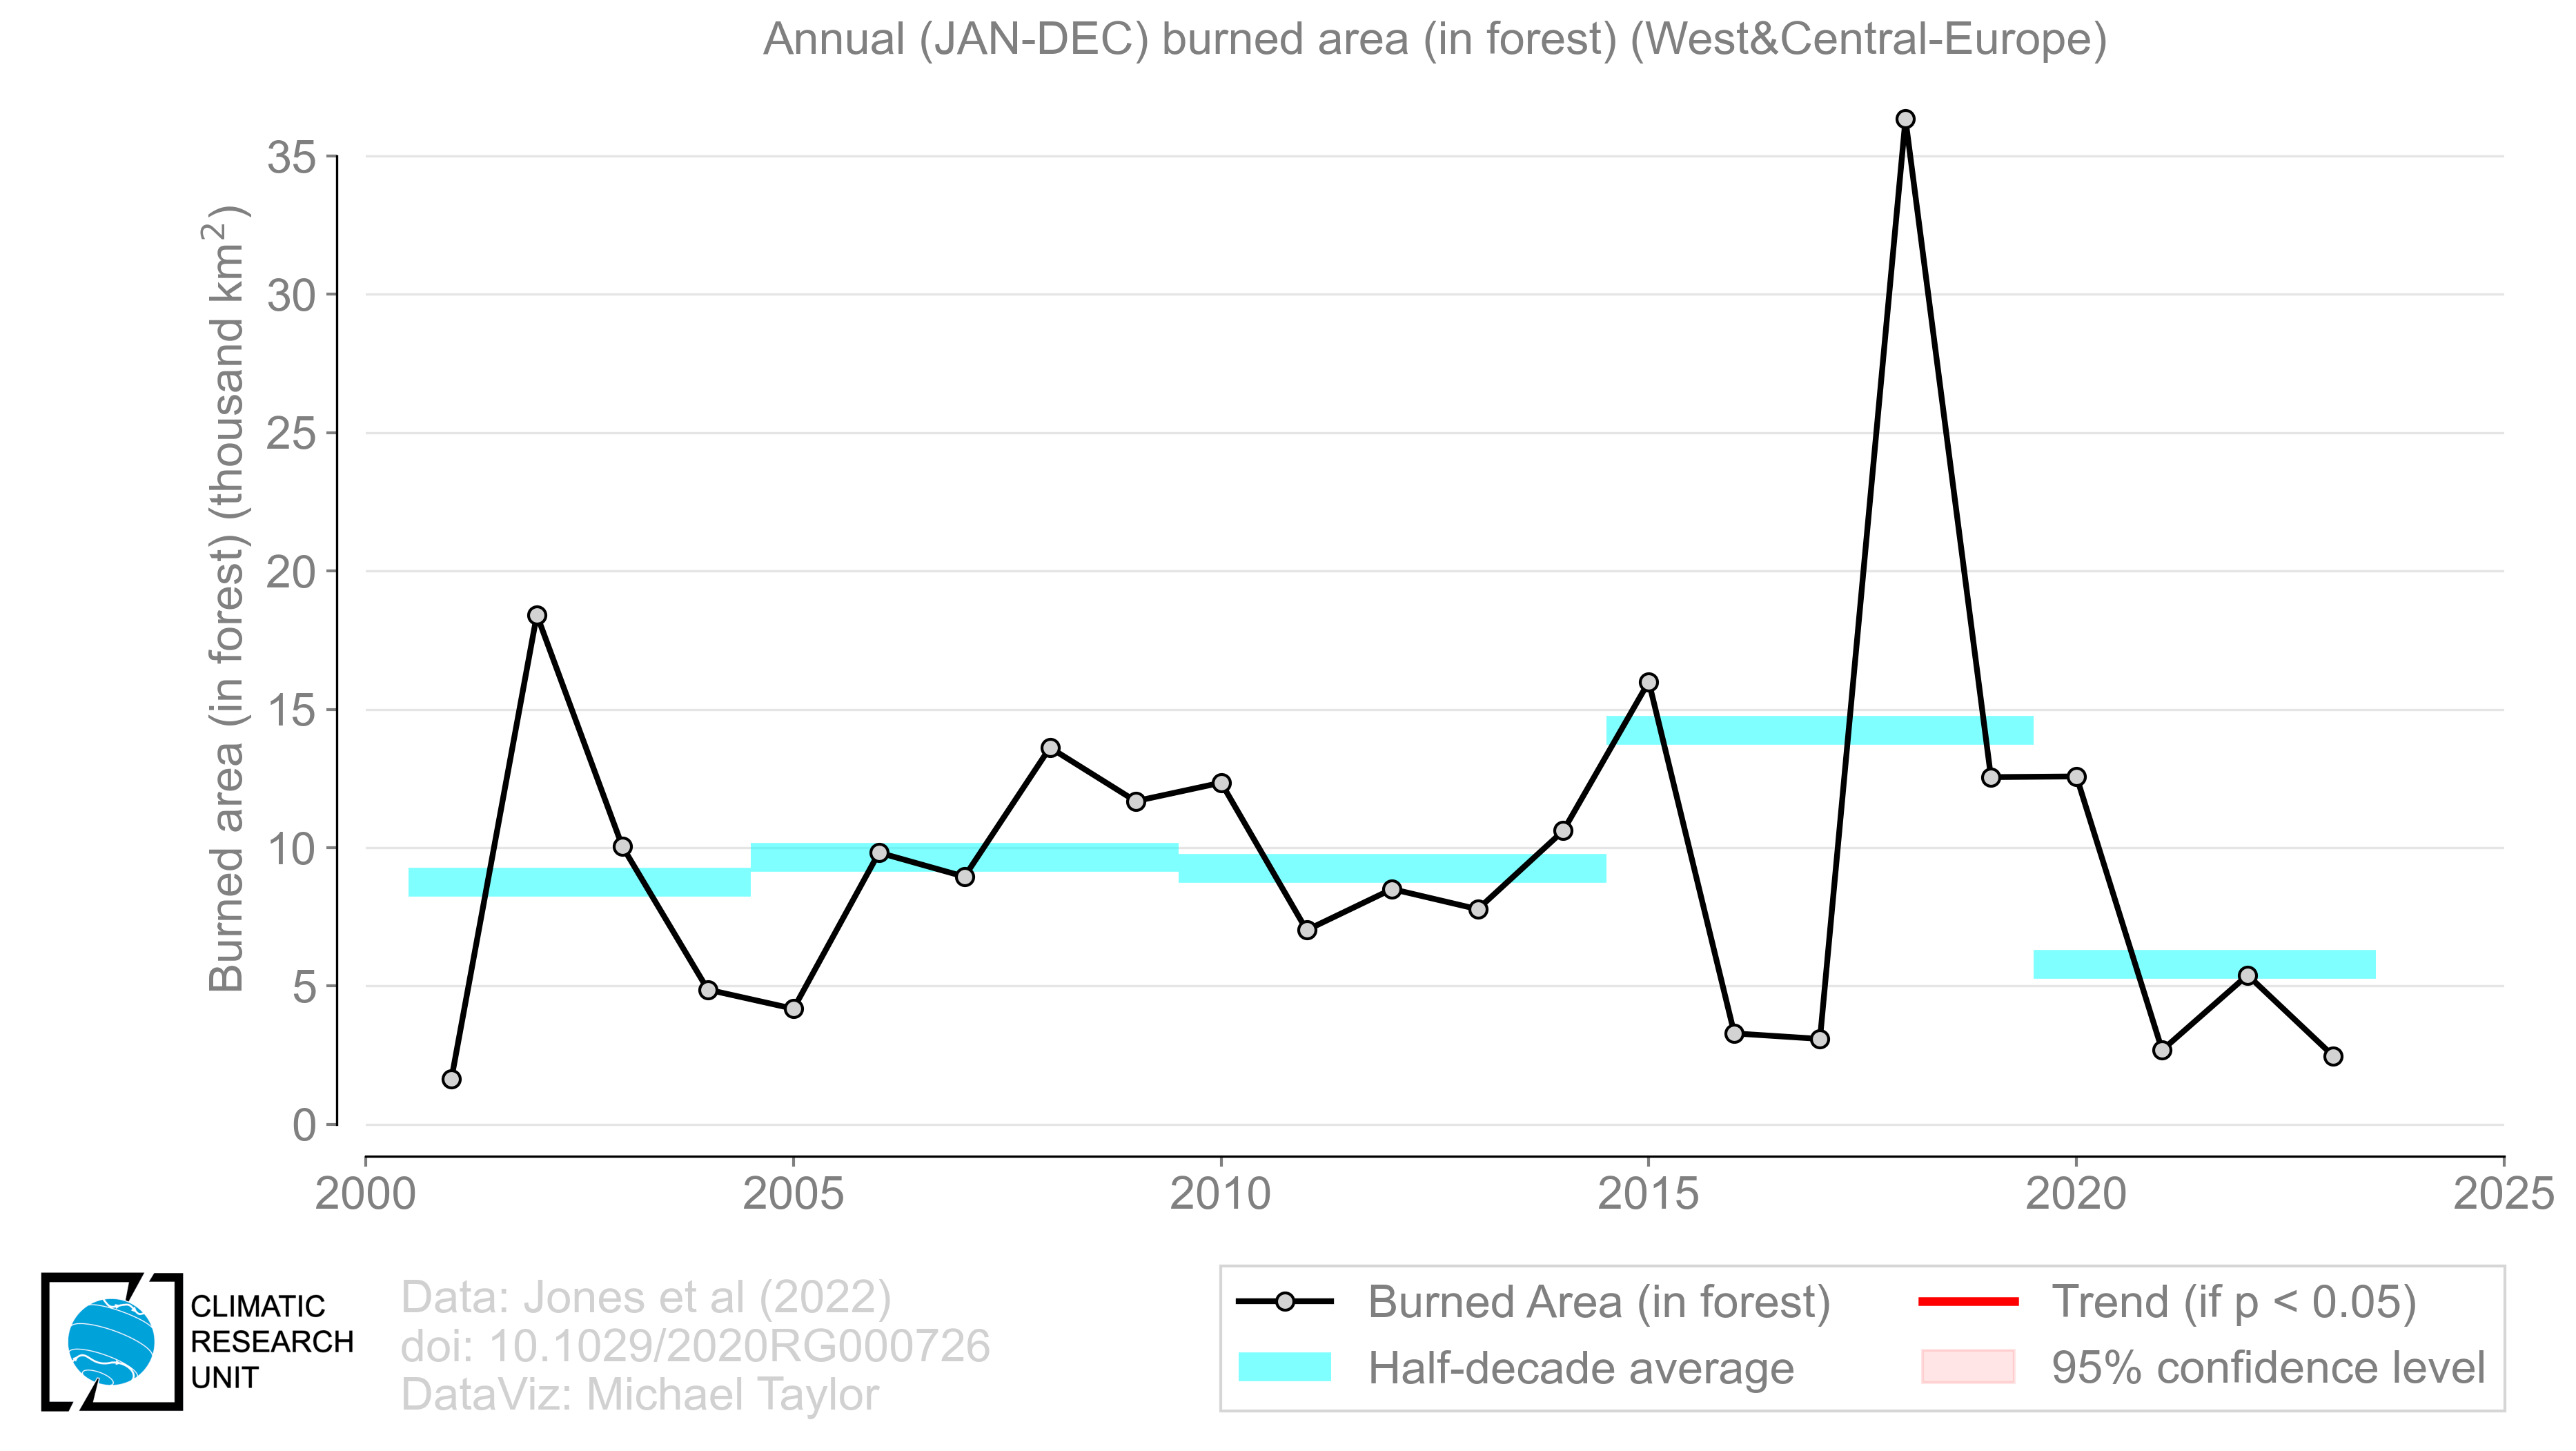 Annual (JAN-DEC) burned area (in forest) (West&Central-Europe)
Burned area (in forest) (thousand km²)
35
30
25
20
15
10
5
0
2000 2005 2010 2015 2020 2025
CLIMATIC
RESEARCH
UNIT
Data: Jones et al (2022)
doi: 10.1029/2020RG000726
DataViz: Michael Taylor
Burned Area (in forest)
Half-decade average
Trend (if p < 0.05)
95% confidence level